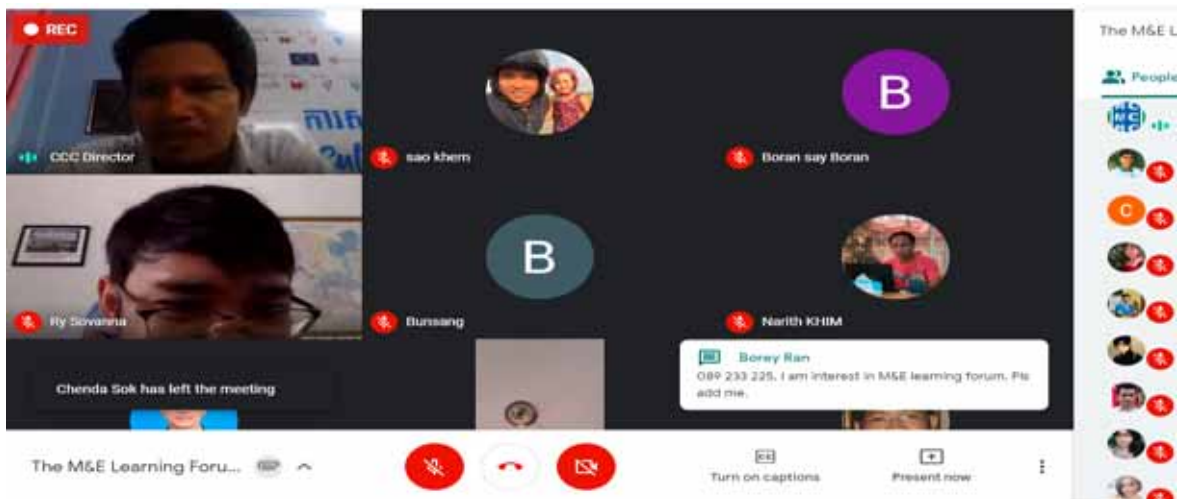 REC
The M&E L
People
CCC Director
sao khem
B
Boran say Boran
C
Ry Sovanna
B
Bunsang
Narith KHIM
Chenda Sok has left the meeting
Borey Ran
089 233 225. I am interest in M&E learning forum. Pls
add me.
The M&E Learning Foru...
Turn on captions
Present now